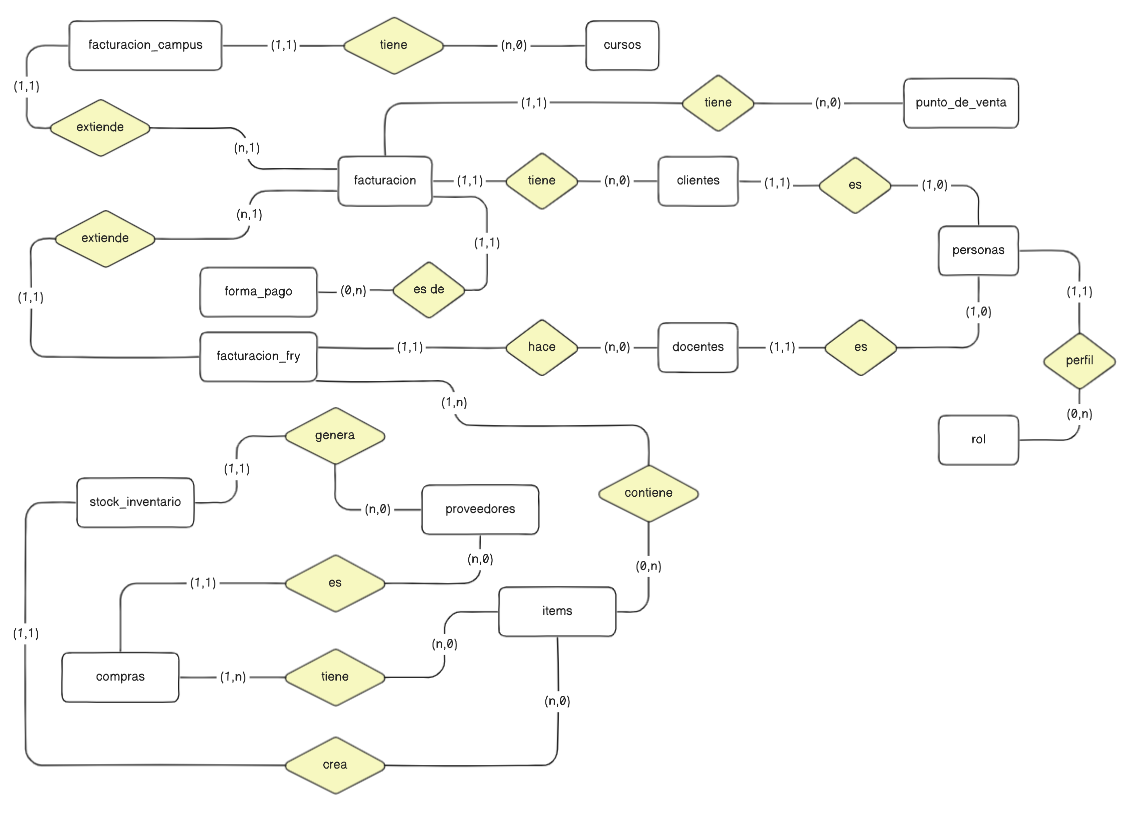 facturacion_campus (1,1) tiene (n,0) cursos
(1,1)
extiende
(n,1)
(1,1) tiene (n,0) punto_de_venta
facturacion (1,1) tiene (n,0) clientes (1,1) es (1,0)
(n,1)
extiende
(1,1)
personas
(1,1)
forma_pago (0,n) es de
(1,1)
(1,0)
facturacion_fry (1,1) hace (n,0) docentes (1,1) es
perfil
(1,n)
(0,n)
rol
genera
(1,1)
contiene
stock_inventario
(n,0) proveedores
(n,0)
(0,n)
(1,1) es
items
(1,1)
(n,0)
compras (1,n) tiene
(n,0)
crea